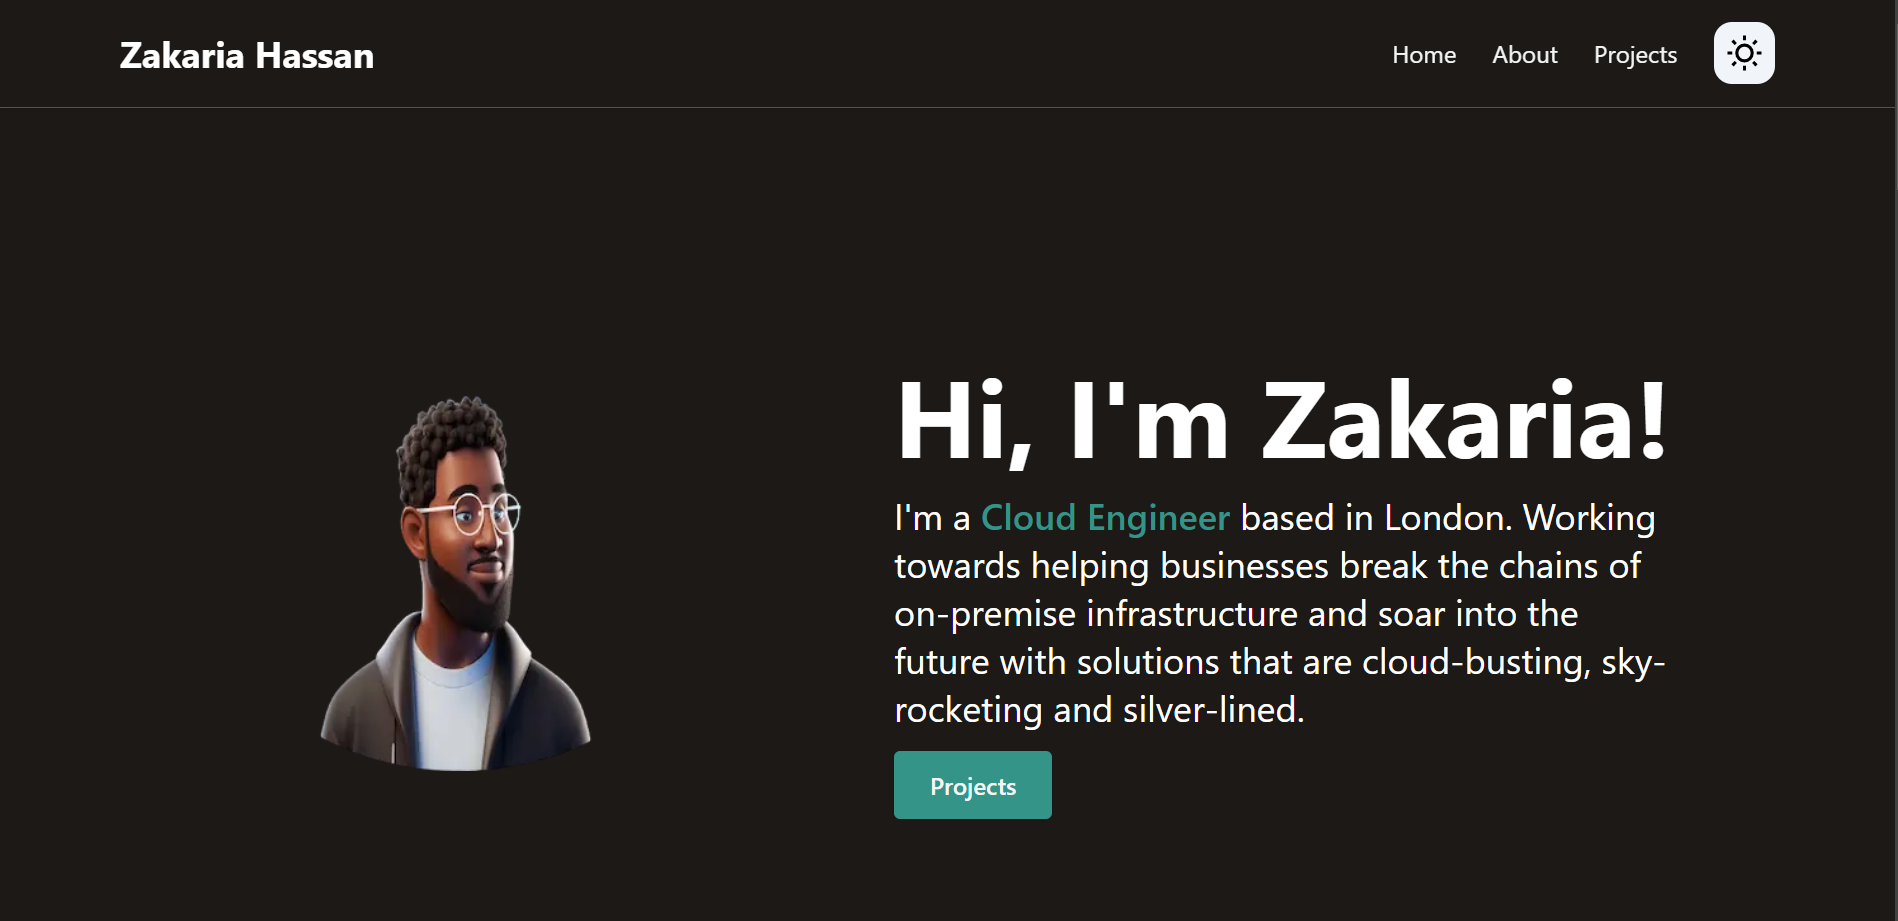 Zakaria Hassan
Home About Projects
Hi, I'm Zakaria!
I'm a Cloud Engineer based in London. Working
towards helping businesses break the chains of
on-premise infrastructure and soar into the
future with solutions that are cloud-busting, sky-
rocketing and silver-lined.
Projects